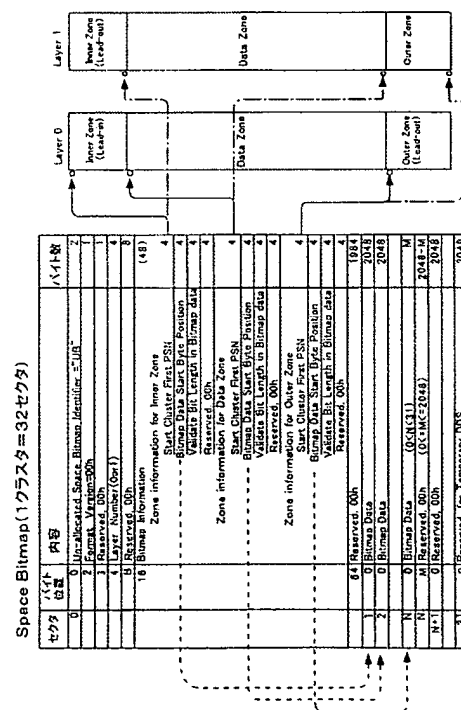 Space Bitmap(1クラスタ=32セクタ)
セクタ バイト位置 内容 バイト数
0 0 Un-allocated Space Bitmap Identifier ="UB" 2
2 Format Version=00h 1
3 Reserved, 00h 1
4 Layer Number(0or1) 4
8 Reserved, 00h 8
16 Bitmap Information (48)
Zone information for Inner Zone
Start Cluster First PSN 4
Bitmap Data Start Byte Position 4
Validate Bit Length in Bitmap data 4
Reserved, 00h 4
Zone information for Data Zone
Start Cluster First PSN 4
Bitmap Data Start Byte Position 4
Validate Bit Length in Bitmap data 4
Reserved, 00h 4
Zone information for Outer Zone
Start Cluster First PSN 4
Bitmap Data Start Byte Position 4
Validate Bit Length in Bitmap data 4
Reserved, 00h 4
64 Reserved, 00h 1984
1 0 Bitmap Data 2048
2 0 Bitmap Data 2048
N 0 Bitmap Data (0<N<31) M
M Reserved, 00h (0<=M<=2048) 2048-M
N+1 0 Reserved, 00h 2048
Layer 0
Inner Zone
(Lead-in)
Data Zone
Outer Zone
(Lead-out)
Layer 1
Inner Zone
(Lead-out)
Data Zone
Outer Zone